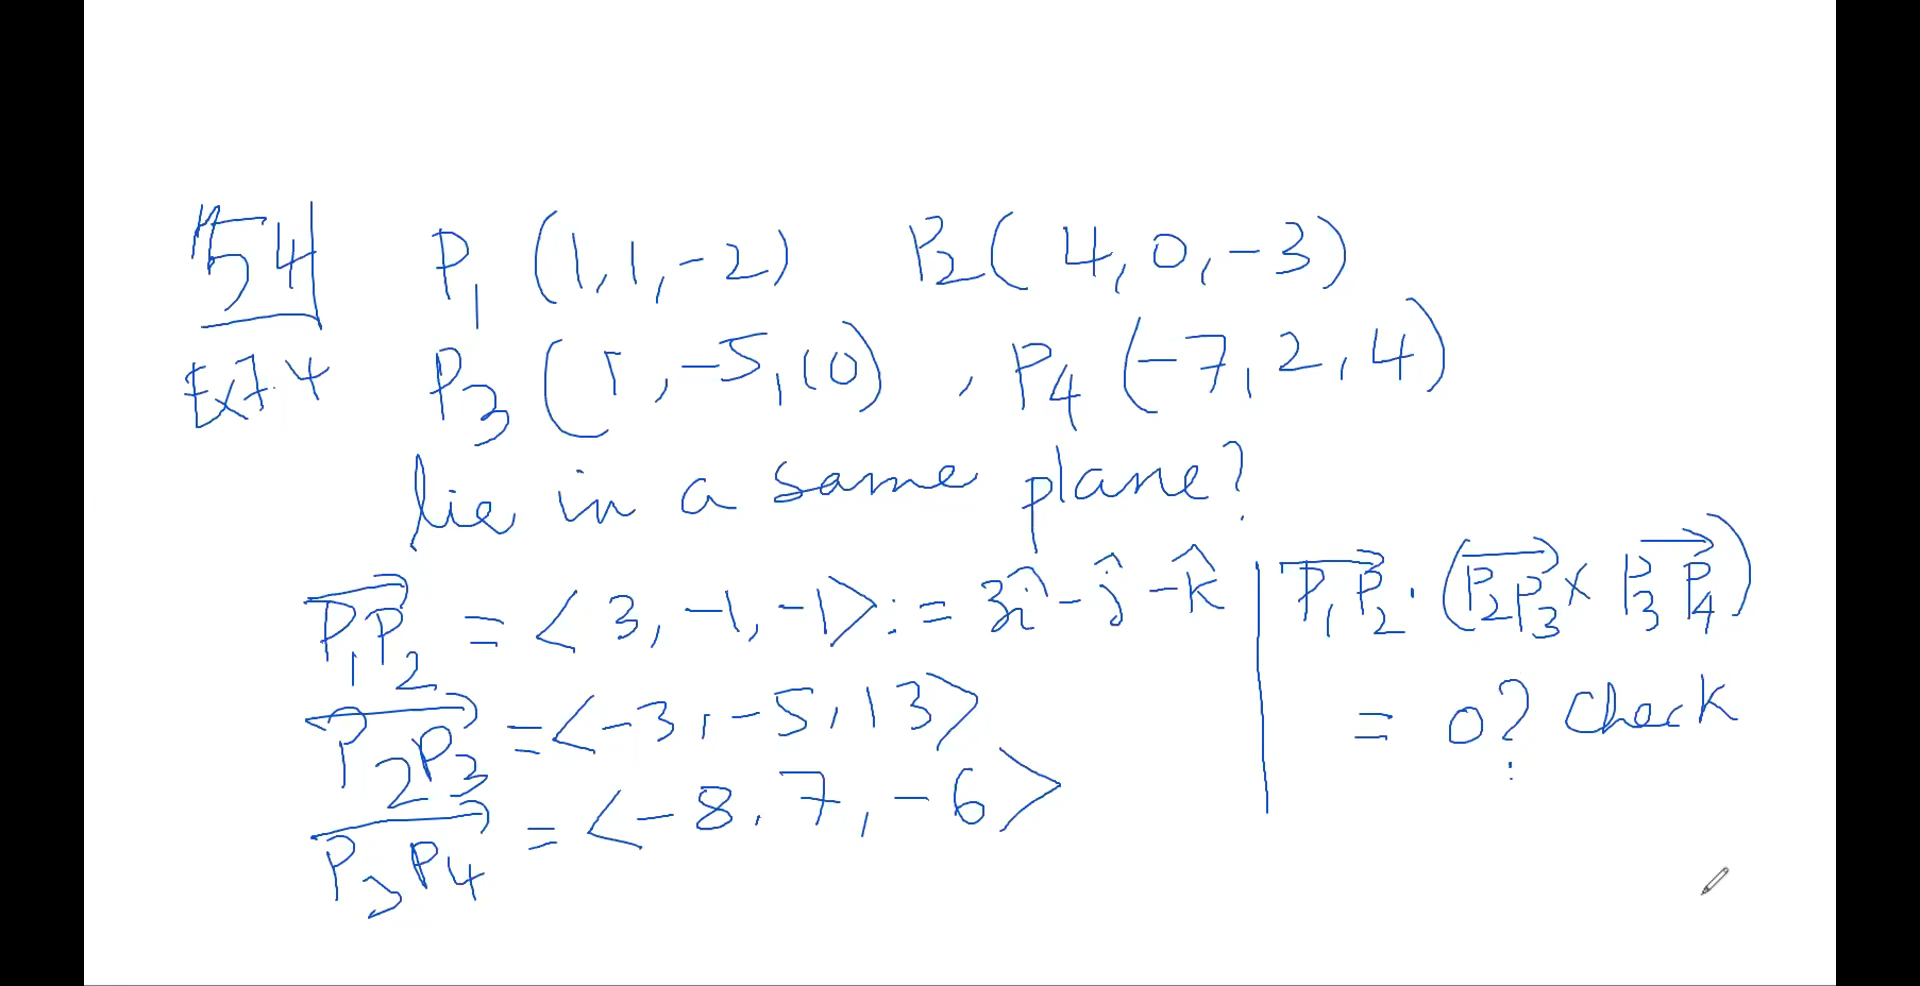 54 P₁ (1, 1, -2) P₂( 4, 0, -3)
Ex7.4 P₃ (1, -5, 10) , P₄ (-7, 2, 4)
lie in a same plane?
P₁P₂ = <3, -1, -1> := 3î - ĵ - k̂ | P₁P₂ · (P₂P₃ x P₃P₄)
P₂P₃ = <-3, -5, 13> = 0? Check
P₃P₄ = <-8, 7, -6>